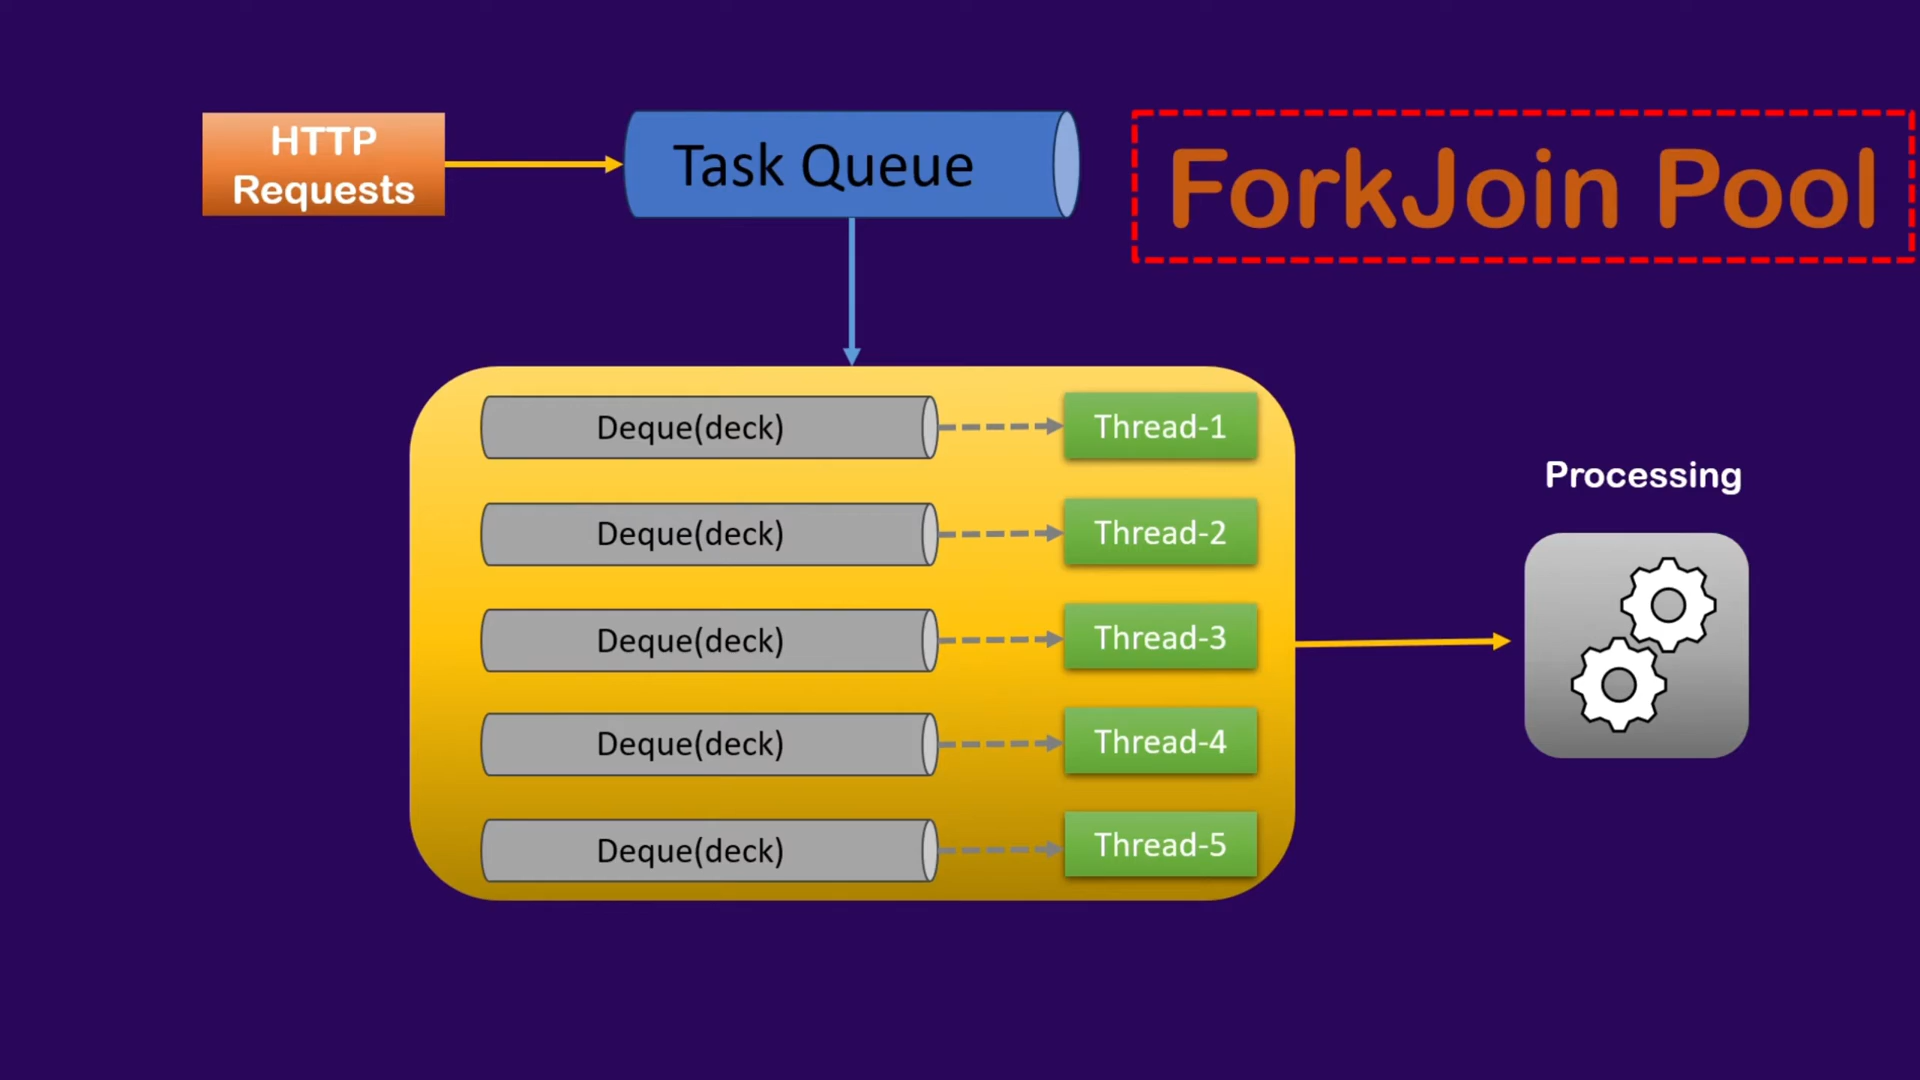 HTTP
Requests
Task Queue
ForkJoin Pool
Deque(deck)
Thread-1
Deque(deck)
Thread-2
Deque(deck)
Thread-3
Deque(deck)
Thread-4
Deque(deck)
Thread-5
Processing